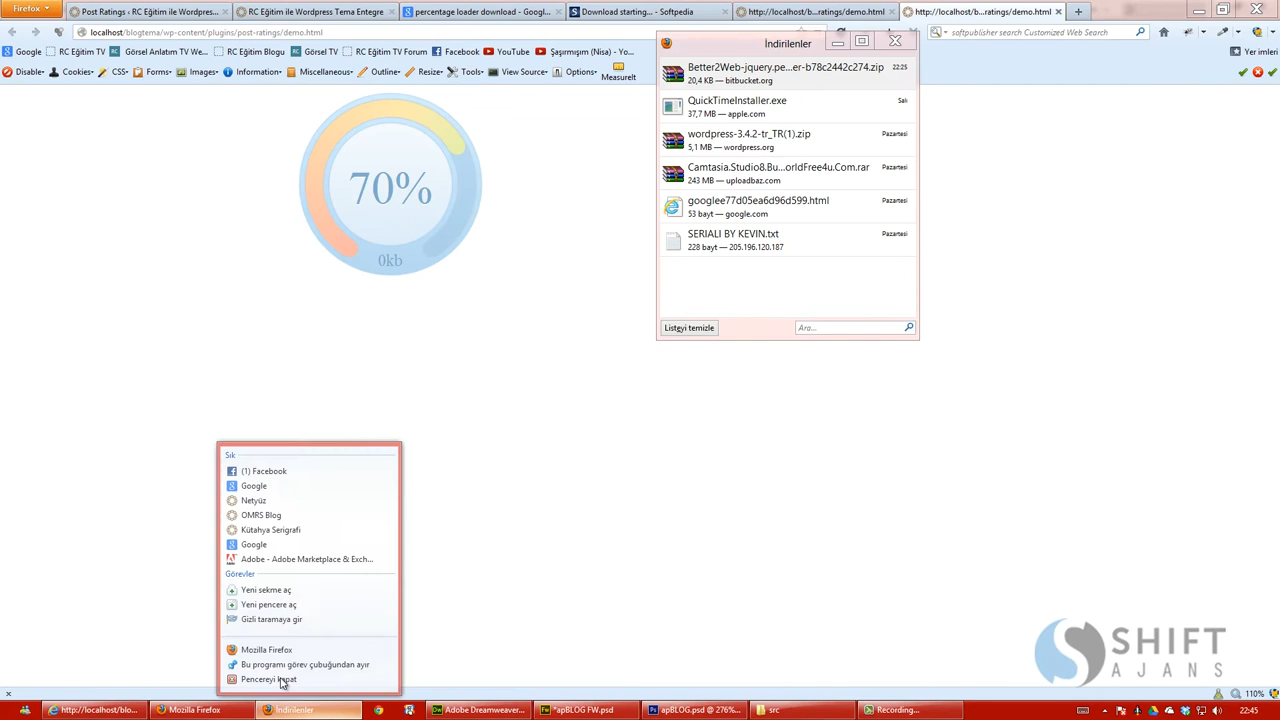 Firefox
Post Ratings ‹ RC Eğitim ile Wordpress...
RC Eğitim ile Wordpress Tema Entegre
percentage loader download - Googl...
Download starting... - Softpedia
http://localhost/b...ratings/demo.html
http://localhost/b...ratings/demo.html
localhost/blogtema/wp-content/plugins/post-ratings/demo.html
softpublisher search Customized Web Search
Google
RC Eğitim TV
Görsel Anlatım TV We...
RC Eğitim Blogu
Görsel TV
RC Eğitim TV Forum
Facebook
YouTube
Şaşırmışım (Nisa) - Yo...
Yer imleri
Disable
Cookies
CSS
Forms
Images
Information
Miscellaneous
Outline
Resize
Tools
View Source
Options
MeasureIt
70%
0kb
İndirilenler
Better2Web-jquery.pe...er-b78c2442c274.zip
22:25
20,4 KB — bitbucket.org
QuickTimeInstaller.exe
Salı
37,7 MB — apple.com
wordpress-3.4.2-tr_TR(1).zip
Pazartesi
5,1 MB — wordpress.org
Camtasia.Studio8.Bu...orldFree4u.Com.rar
Pazartesi
243 MB — uploadbaz.com
googlee77d05ea6d96d599.html
Pazartesi
53 bayt — google.com
SERIALI BY KEVIN.txt
Pazartesi
228 bayt — 205.196.120.187
Listeyi temizle
Ara...
Sık
(1) Facebook
Google
Netyüz
OMRS Blog
Kütahya Serigrafi
Google
Adobe - Adobe Marketplace & Exch...
Görevler
Yeni sekme aç
Yeni pencere aç
Gizli taramaya gir
Mozilla Firefox
Bu programı görev çubuğundan ayır
Pencereyi kapat
SHIFT
AJANS
110%
http://localhost/blo...
Mozilla Firefox
İndirilenler
Adobe Dreamweaver...
*apBLOG FW.psd
apBLOG.psd @ 276%...
src
Recording...
22:45